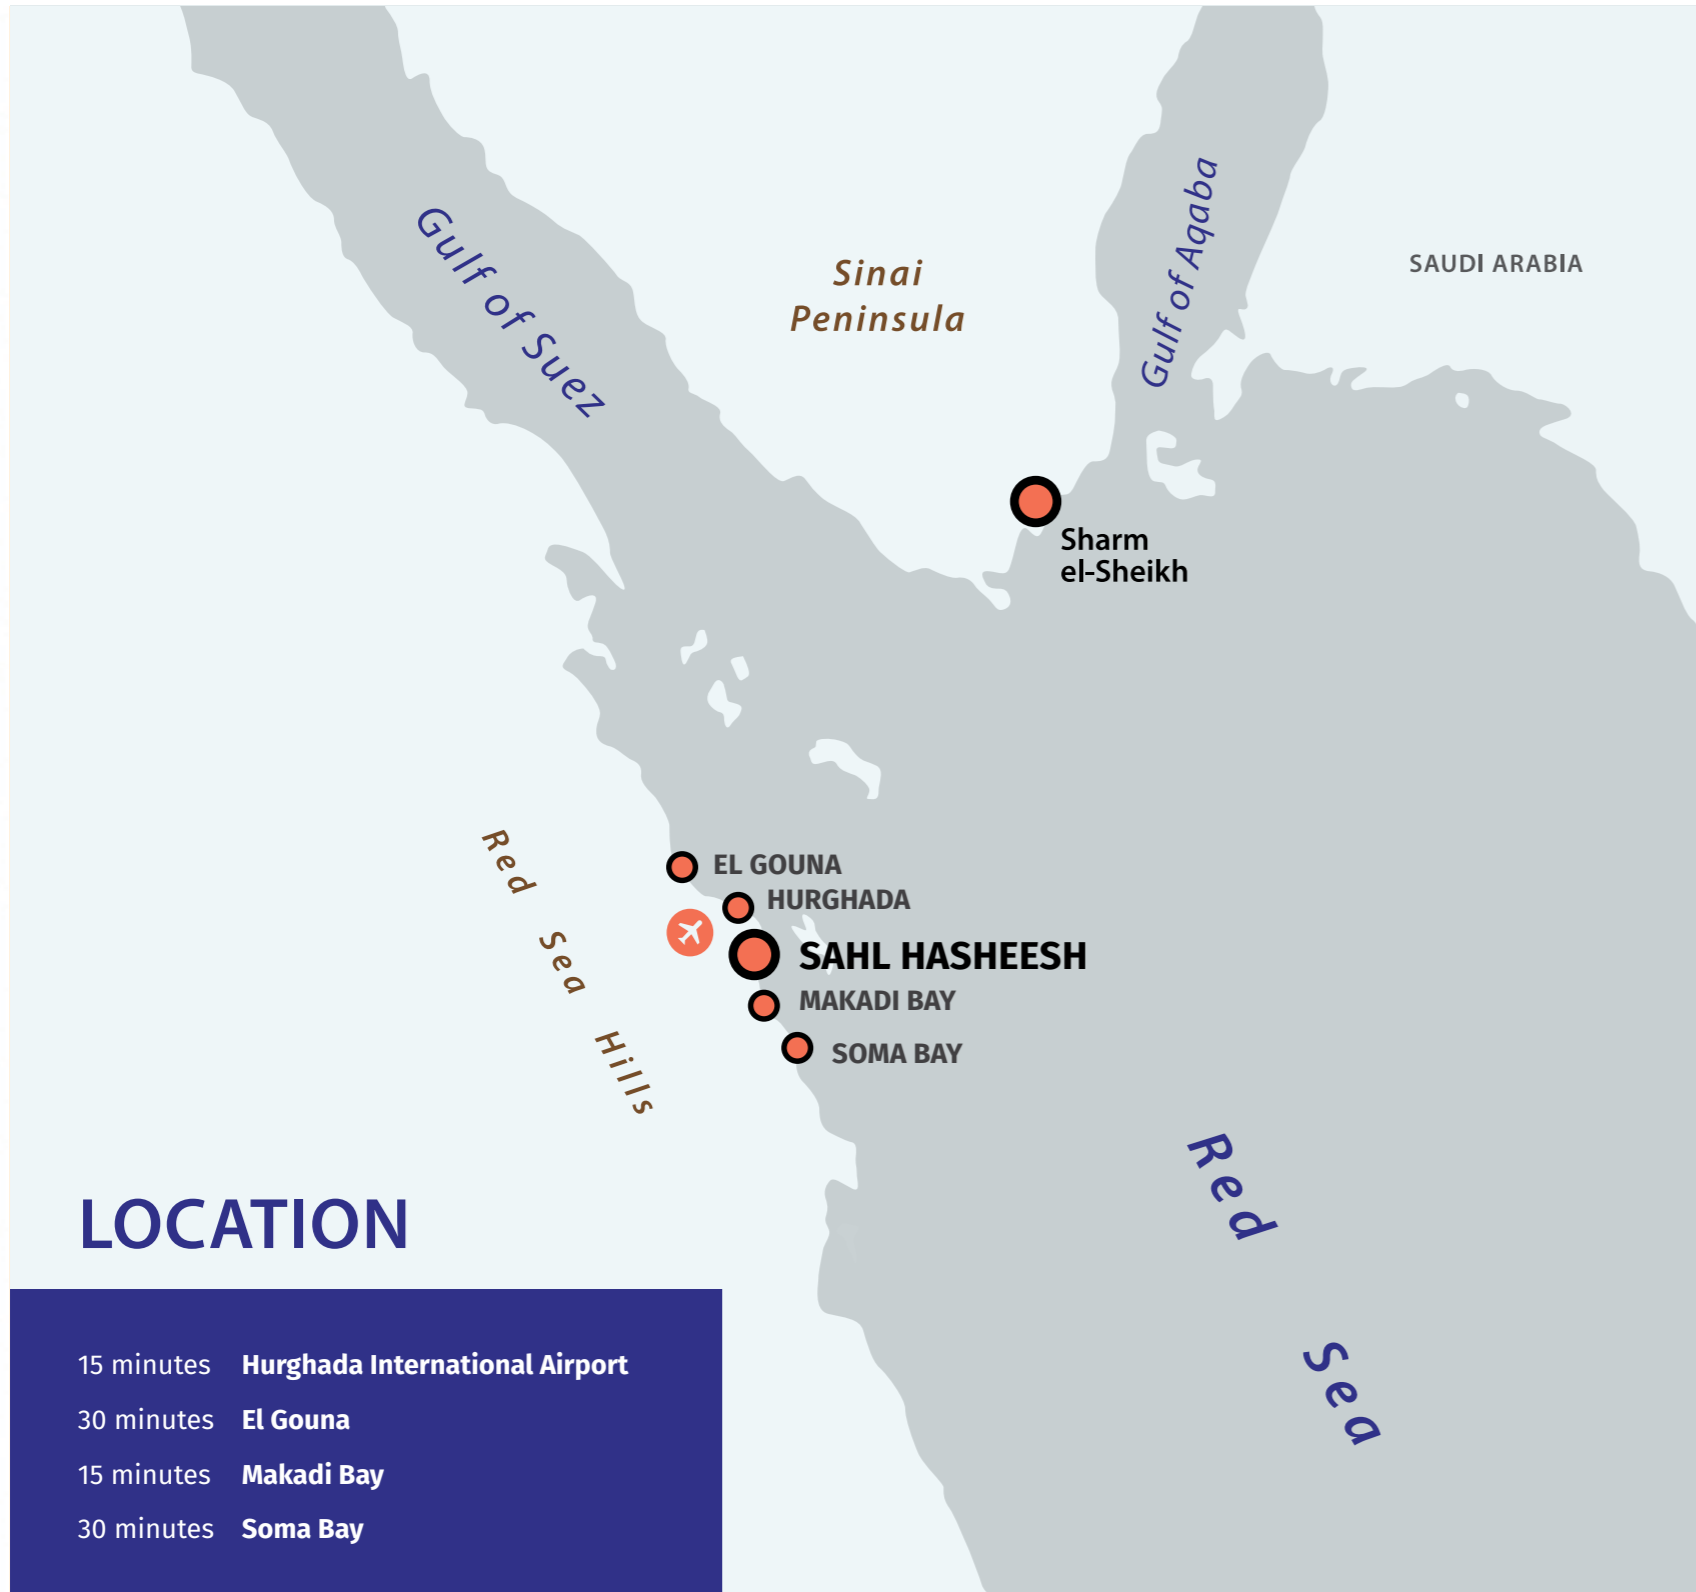 Gulf of Suez
Sinai
Peninsula
Gulf of Aqaba
SAUDI ARABIA
Sharm
el-Sheikh
Red Sea Hills
EL GOUNA
HURGHADA
SAHL HASHEESH
MAKADI BAY
SOMA BAY
Red Sea
LOCATION
15 minutes Hurghada International Airport
30 minutes El Gouna
15 minutes Makadi Bay
30 minutes Soma Bay